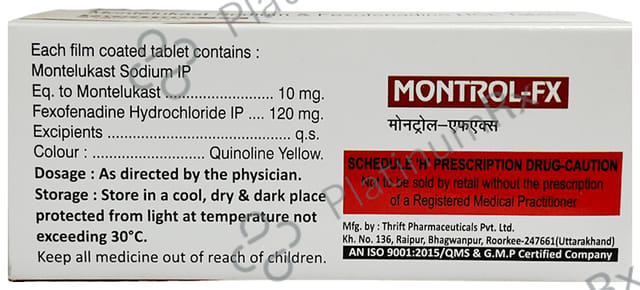 Each film coated tablet contains :
Montelukast Sodium IP
Eq. to Montelukast ........................ 10 mg.
Fexofenadine Hydrochloride IP .... 120 mg.
Excipients .......................................... q.s.
Colour : ......................... Quinoline Yellow.
Dosage : As directed by the physician.
Storage : Store in a cool, dry & dark place
protected from light at temperature not
exceeding 30°C.
Keep all medicine out of reach of children.
MONTROL-FX
मोनट्रोल-एफएक्स
SCHEDULE 'H' PRESCRIPTION DRUG-CAUTION
Not to be sold by retail without the prescription
of a Registered Medical Practitioner
Mfg. by : Thrift Pharmaceuticals Pvt. Ltd.
Kh. No. 136, Raipur, Bhagwanpur, Roorkee-247661(Uttarakhand)
AN ISO 9001:2015/QMS & G.M.P Certified Company
PlatinumRx